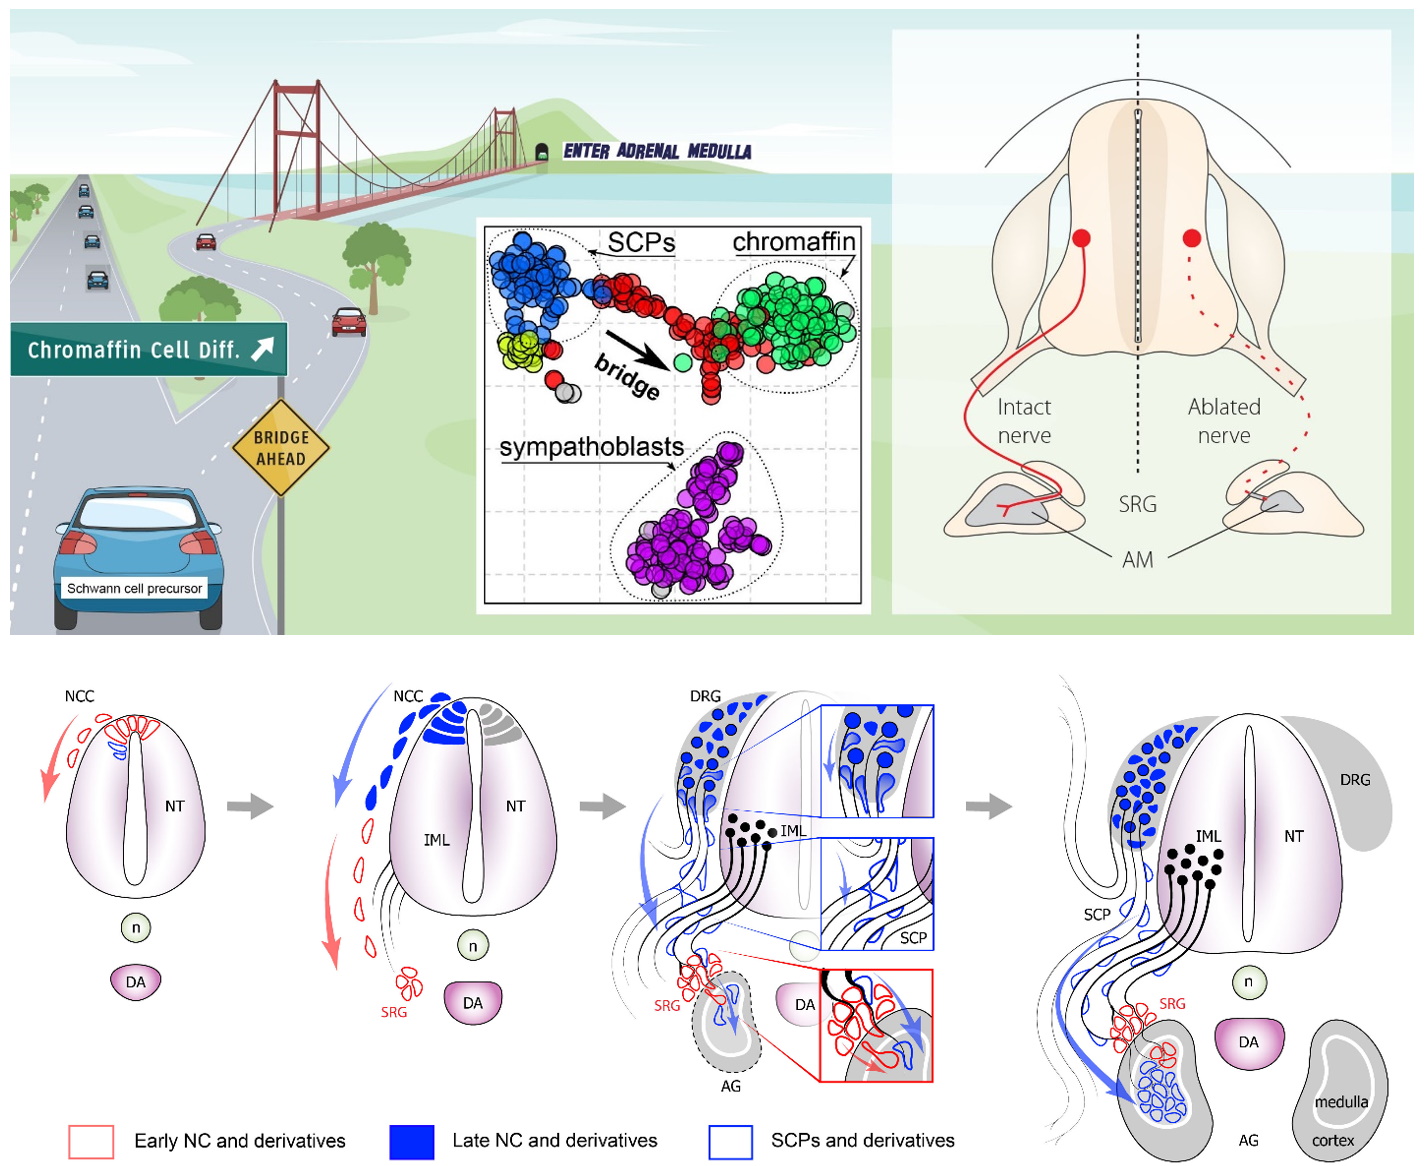 ENTER ADRENAL MEDULLA
Chromaffin Cell Diff.
BRIDGE
AHEAD
Schwann cell precursor
SCPs
chromaffin
bridge
sympathoblasts
Intact
nerve
Ablated
nerve
SRG
AM
NCC
NT
n
DA
NCC
NT
IML
n
DA
SRG
DRG
IML
SCP
SRG
DA
AG
DRG
IML
NT
SCP
n
SRG
DA
medulla
AG
cortex
Early NC and derivatives
Late NC and derivatives
SCPs and derivatives